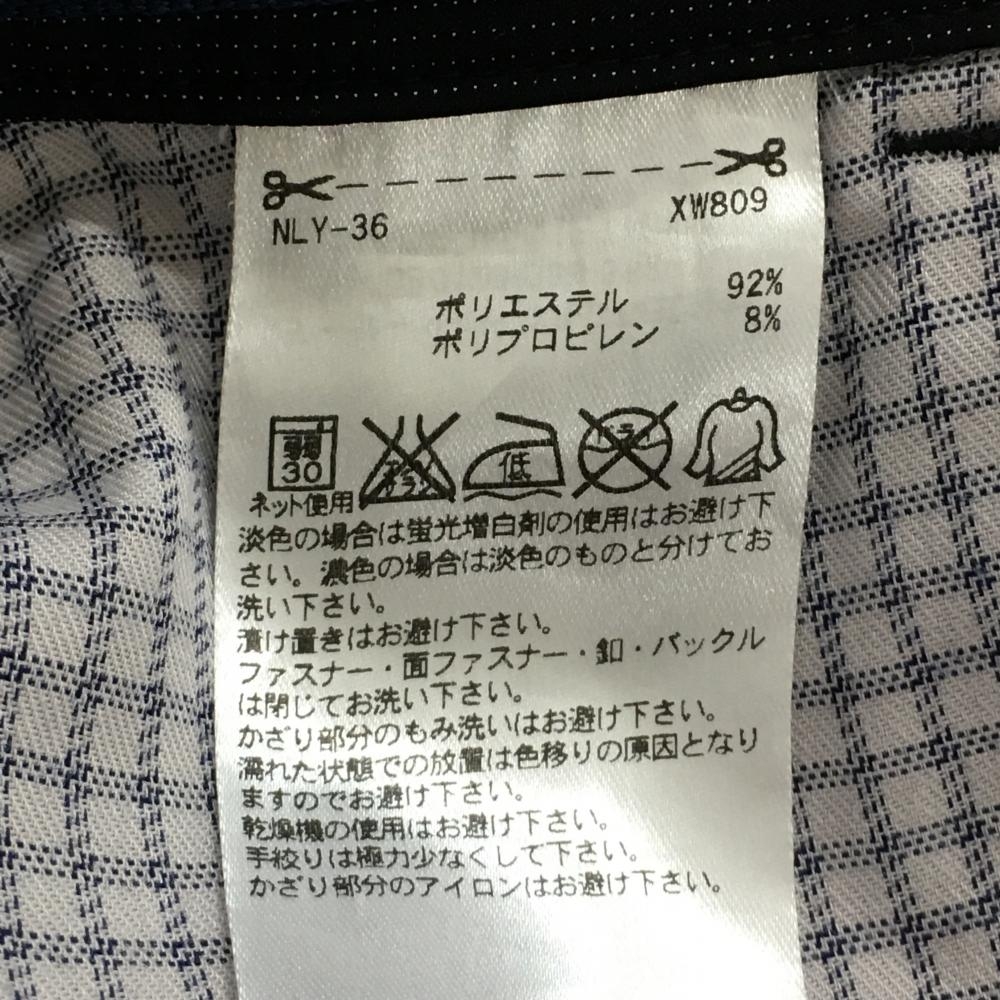 NLY-36 XW809
ポリエステル 92%
ポリプロピレン 8%
弱 30 エンソ サラシ 低 ドライ
ネット使用
淡色の場合は蛍光増白剤の使用はお避け下
さい。濃色の場合は淡色のものと分けてお
洗い下さい。
漬け置きはお避け下さい。
ファスナー・面ファスナー・釦・バックル
は閉じてお洗い下さい。
かざり部分のもみ洗いはお避け下さい。
濡れた状態での放置は色移りの原因となり
ますのでお避け下さい。
乾燥機の使用はお避け下さい。
手絞りは極力少なくして下さい。
かざり部分のアイロンはお避け下さい。